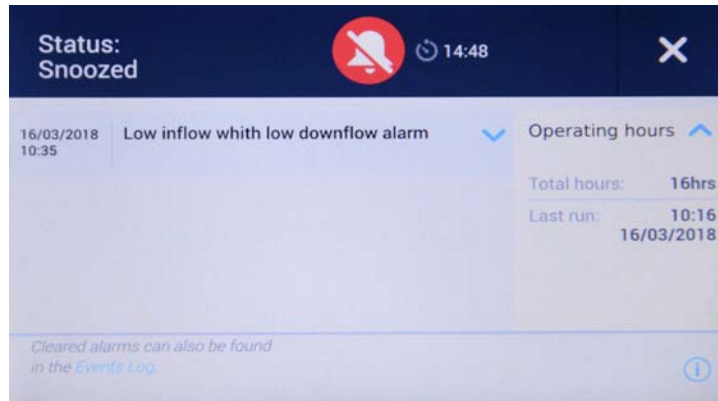 Status:
Snoozed
14:48
16/03/2018
10:35
Low inflow whith low downflow alarm
Operating hours
Total hours: 16hrs
Last run: 10:16
16/03/2018
Cleared alarms can also be found
in the Events Log.